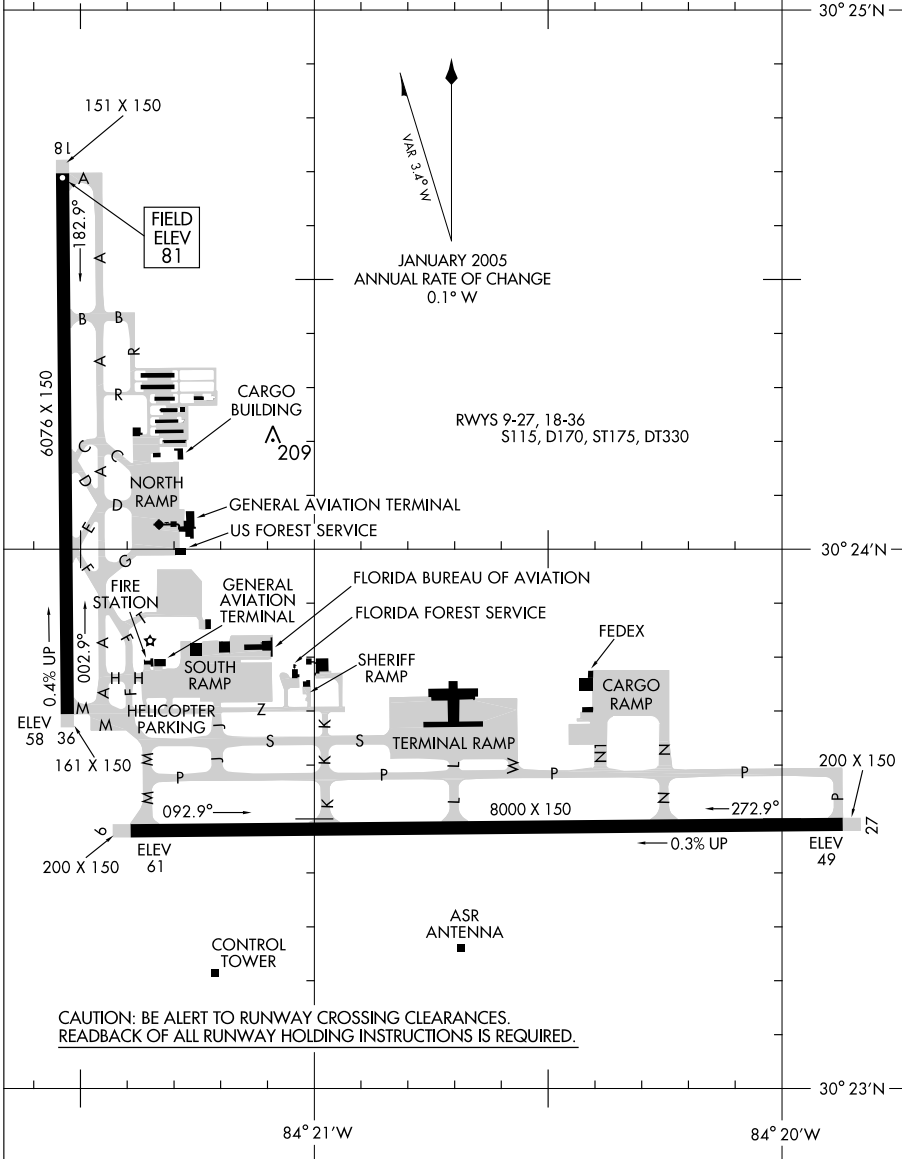 30° 25'N
151 X 150
18
A
VAR 3.4° W
182.9°
FIELD
ELEV
81
A
JANUARY 2005
ANNUAL RATE OF CHANGE
0.1° W
B
B
R
A
6076 X 150
R
CARGO
BUILDING
209
RWYS 9-27, 18-36
S115, D170, ST175, DT330
C
C
A
D
NORTH
RAMP
D
GENERAL AVIATION TERMINAL
E
US FOREST SERVICE
30° 24'N
F
G
FIRE
STATION
GENERAL
AVIATION
TERMINAL
FLORIDA BUREAU OF AVIATION
FLORIDA FOREST SERVICE
T
F
FEDEX
0.4% UP
002.9°
A
SHERIFF
RAMP
SOUTH
RAMP
H
H
CARGO
RAMP
A
F
M
HELICOPTER
PARKING
Z
ELEV
58
36
M
J
K
S
S
TERMINAL RAMP
161 X 150
M
J
K
L
W
N1
N
200 X 150
P
P
P
P
M
K
L
N
P
092.9°
8000 X 150
272.9°
9
27
200 X 150
ELEV
61
0.3% UP
ELEV
49
ASR
ANTENNA
CONTROL
TOWER
CAUTION: BE ALERT TO RUNWAY CROSSING CLEARANCES.
READBACK OF ALL RUNWAY HOLDING INSTRUCTIONS IS REQUIRED.
30° 23'N
84° 21'W
84° 20'W